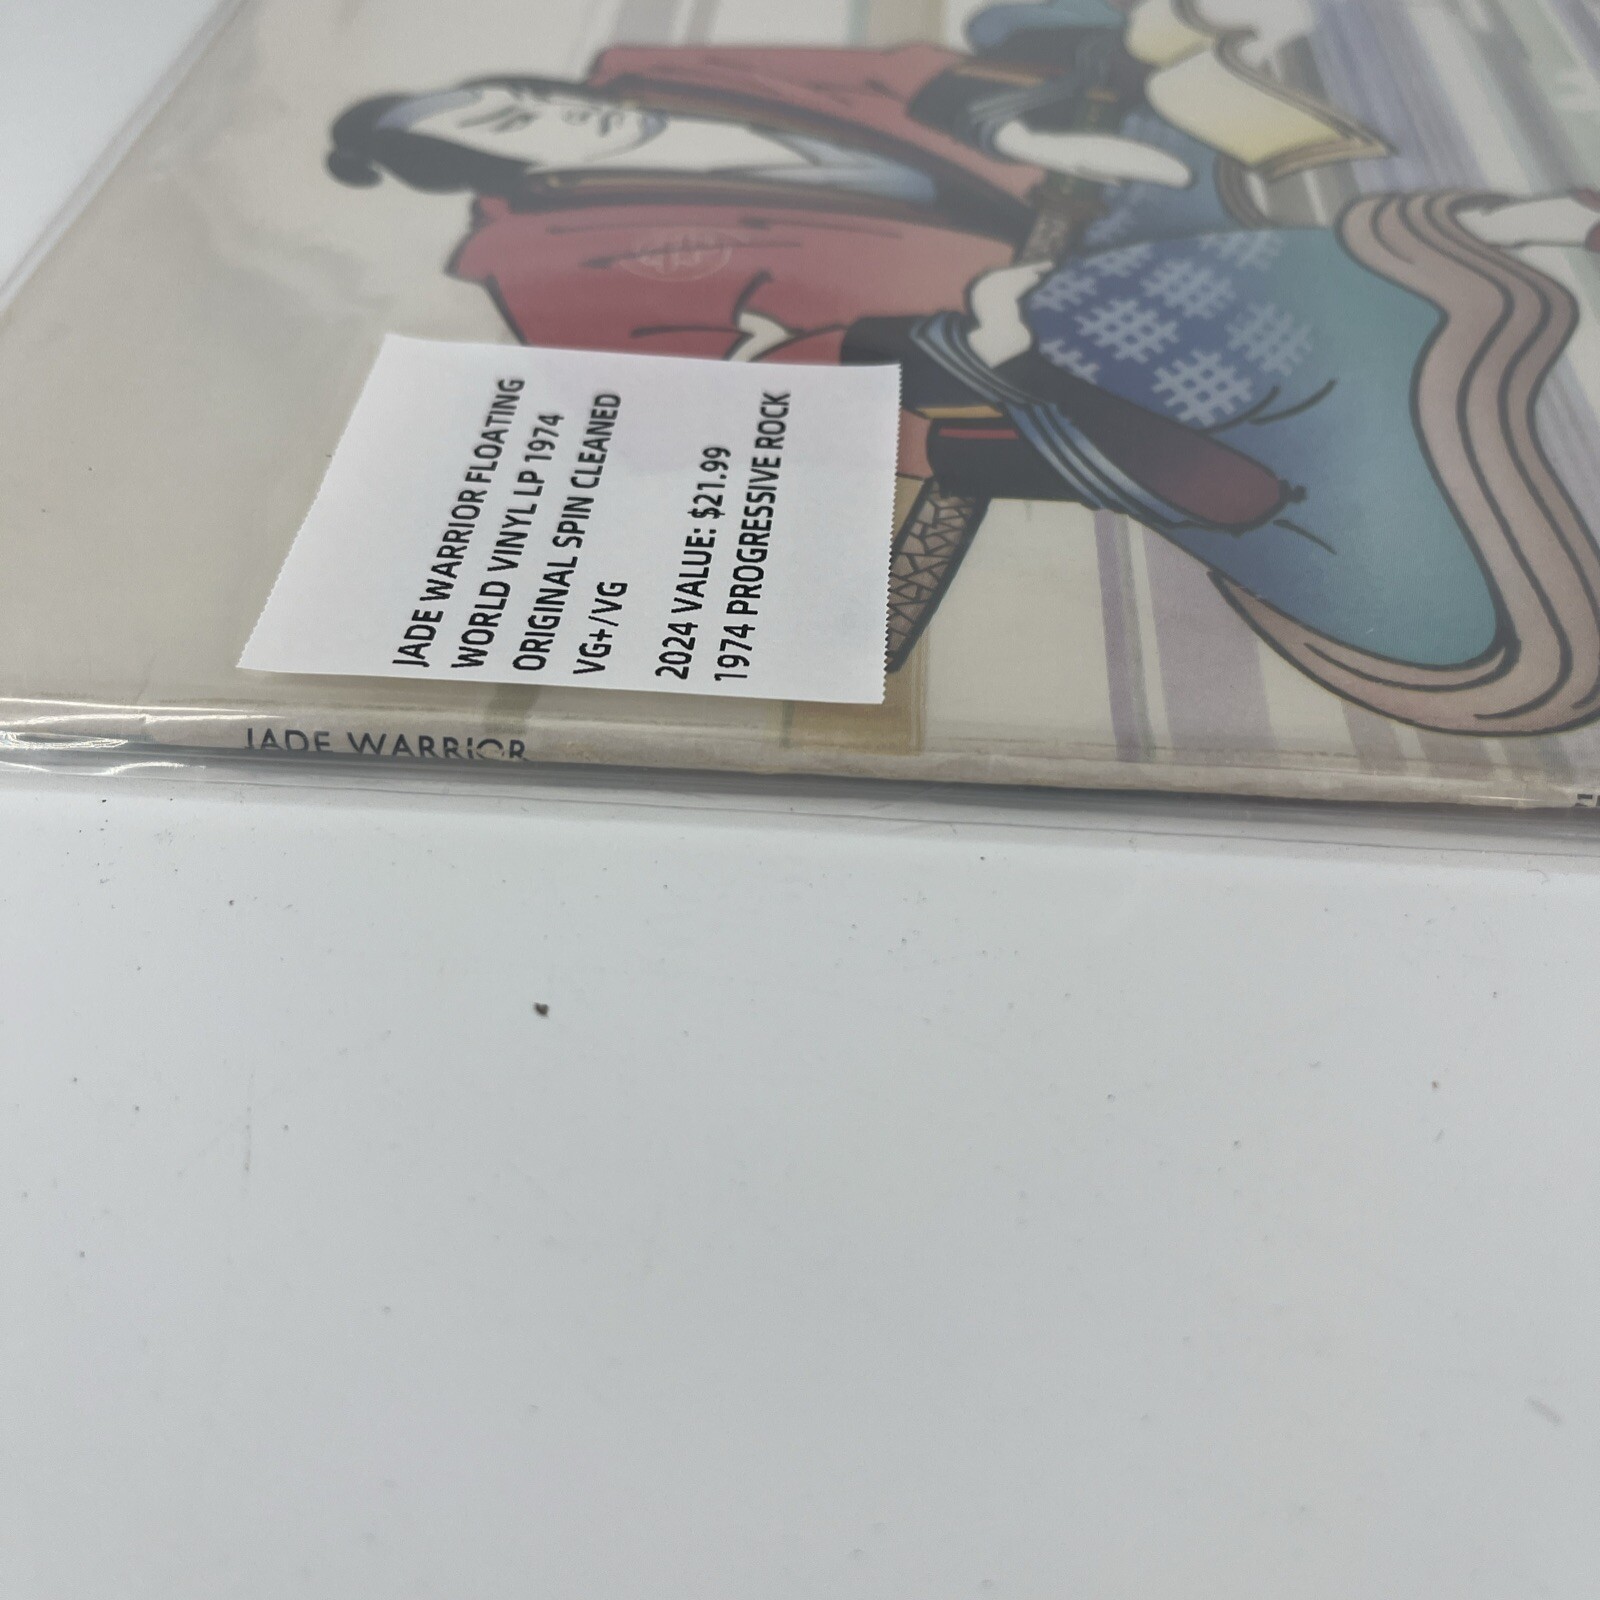 JADE WARRIOR FLOATING
WORLD VINYL LP 1974
ORIGINAL SPIN CLEANED
VG+/VG
2024 VALUE: $21.99
1974 PROGRESSIVE ROCK
JADE WARRIOR